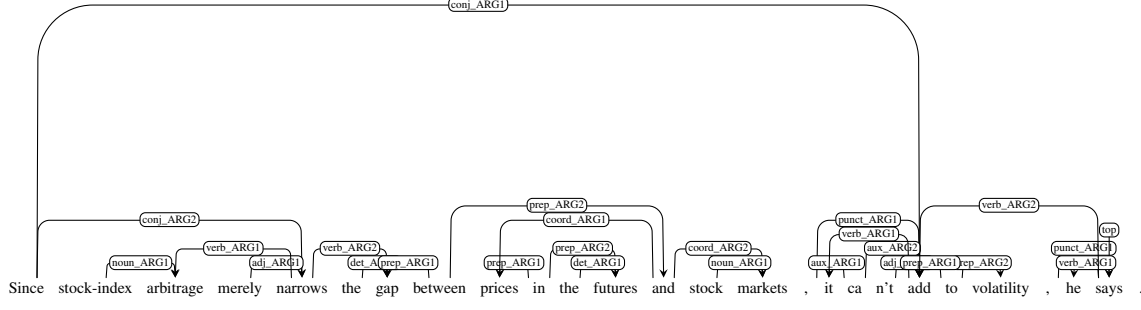 conj_ARG1
prep_ARG2
verb_ARG2
conj_ARG2
coord_ARG1
punct_ARG1
top
verb_ARG1
verb_ARG1
verb_ARG2
prep_ARG2
coord_ARG2
aux_ARG2
punct_ARG1
noun_ARG1
adj_ARG1
prep_ARG1
prep_ARG1
det_ARG1
noun_ARG1
aux_ARG1
prep_ARG1
verb_ARG1
Since stock-index arbitrage merely narrows the gap between prices in the futures and stock markets , it ca n't add to volatility , he says .